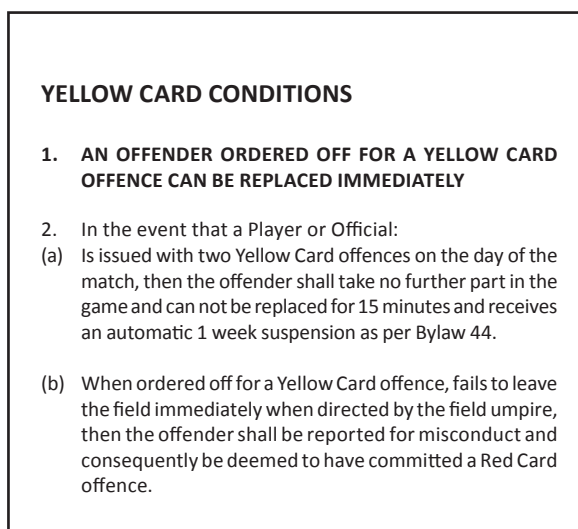 YELLOW CARD CONDITIONS
1. AN OFFENDER ORDERED OFF FOR A YELLOW CARD
OFFENCE CAN BE REPLACED IMMEDIATELY
2. In the event that a Player or Official:
(a) Is issued with two Yellow Card offences on the day of the
match, then the offender shall take no further part in the
game and can not be replaced for 15 minutes and receives
an automatic 1 week suspension as per Bylaw 44.
(b) When ordered off for a Yellow Card offence, fails to leave
the field immediately when directed by the field umpire,
then the offender shall be reported for misconduct and
consequently be deemed to have committed a Red Card
offence.